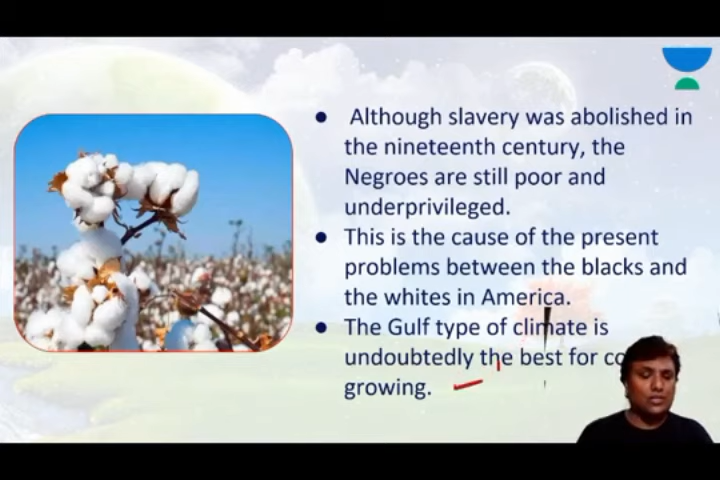 Although slavery was abolished in
the nineteenth century, the
Negroes are still poor and
underprivileged.
This is the cause of the present
problems between the blacks and
the whites in America.
The Gulf type of climate is
undoubtedly the best for
growing.